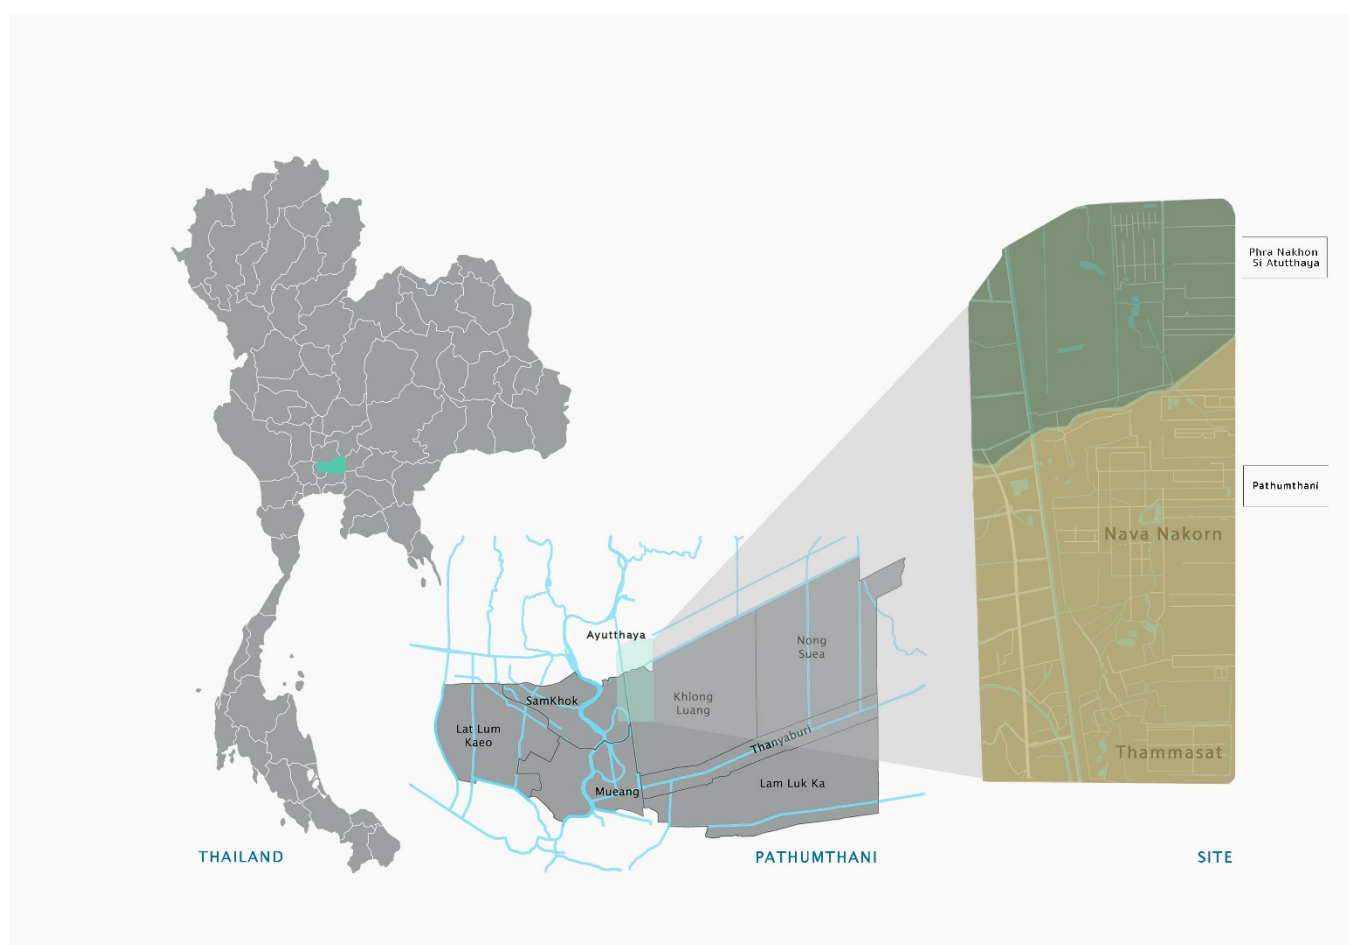 Phra Nakhon
Si Atutthaya
Pathumthani
Nava Nakorn
Thammasat
Ayutthaya
Nong
Suea
SamKhok
Khlong
Luang
Lat Lum
Kaeo
Thanyaburi
Mueang
Lam Luk Ka
THAILAND
PATHUMTHANI
SITE